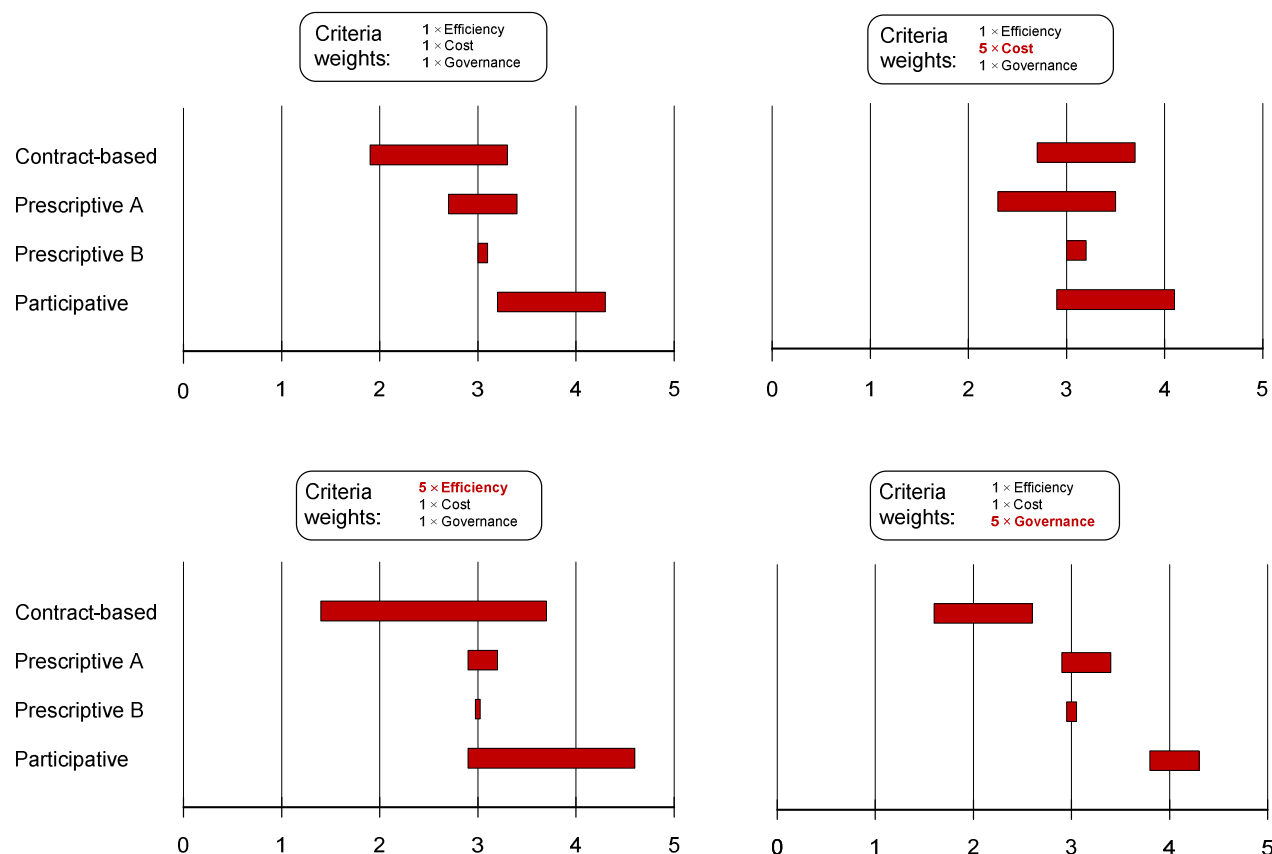 Criteria weights:
1 × Efficiency
1 × Cost
1 × Governance
Criteria weights:
1 × Efficiency
5 × Cost
1 × Governance
Contract-based
Prescriptive A
Prescriptive B
Participative
0 1 2 3 4 5
0 1 2 3 4 5
Criteria weights:
5 × Efficiency
1 × Cost
1 × Governance
Criteria weights:
1 × Efficiency
1 × Cost
5 × Governance
Contract-based
Prescriptive A
Prescriptive B
Participative
0 1 2 3 4 5
0 1 2 3 4 5